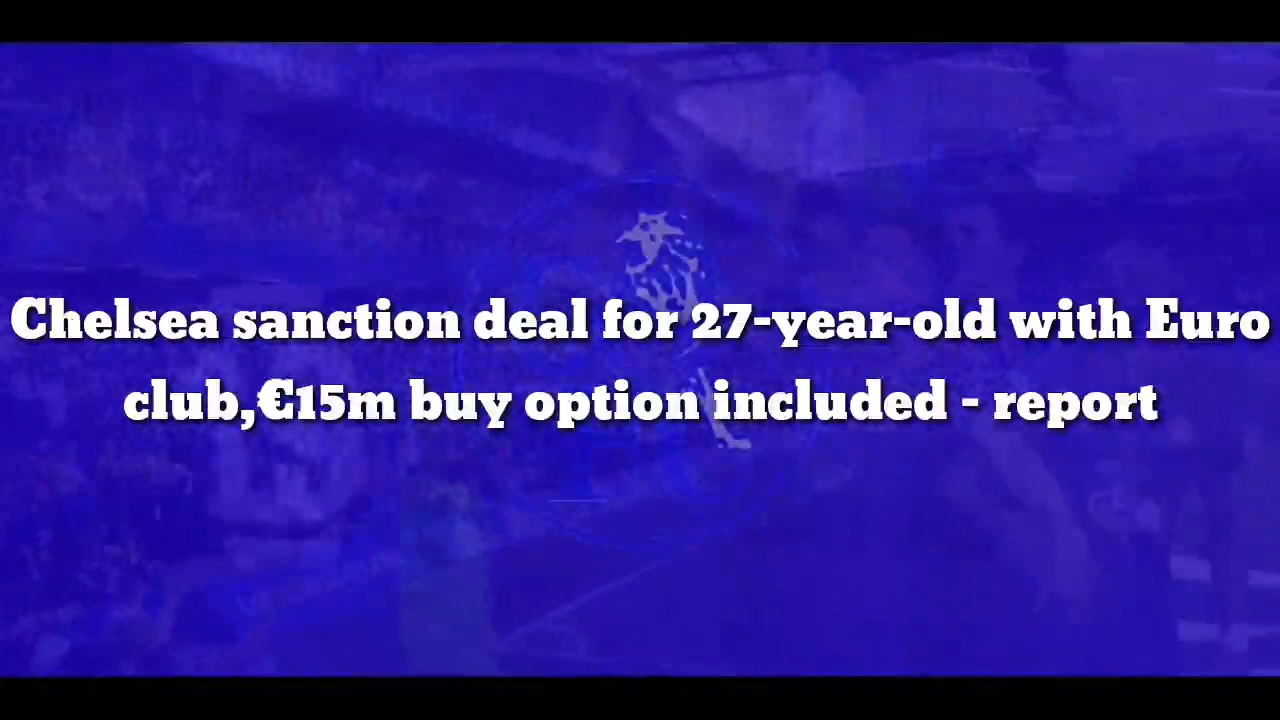 Chelsea sanction deal for 27-year-old with Euro
club,€15m buy option included - report